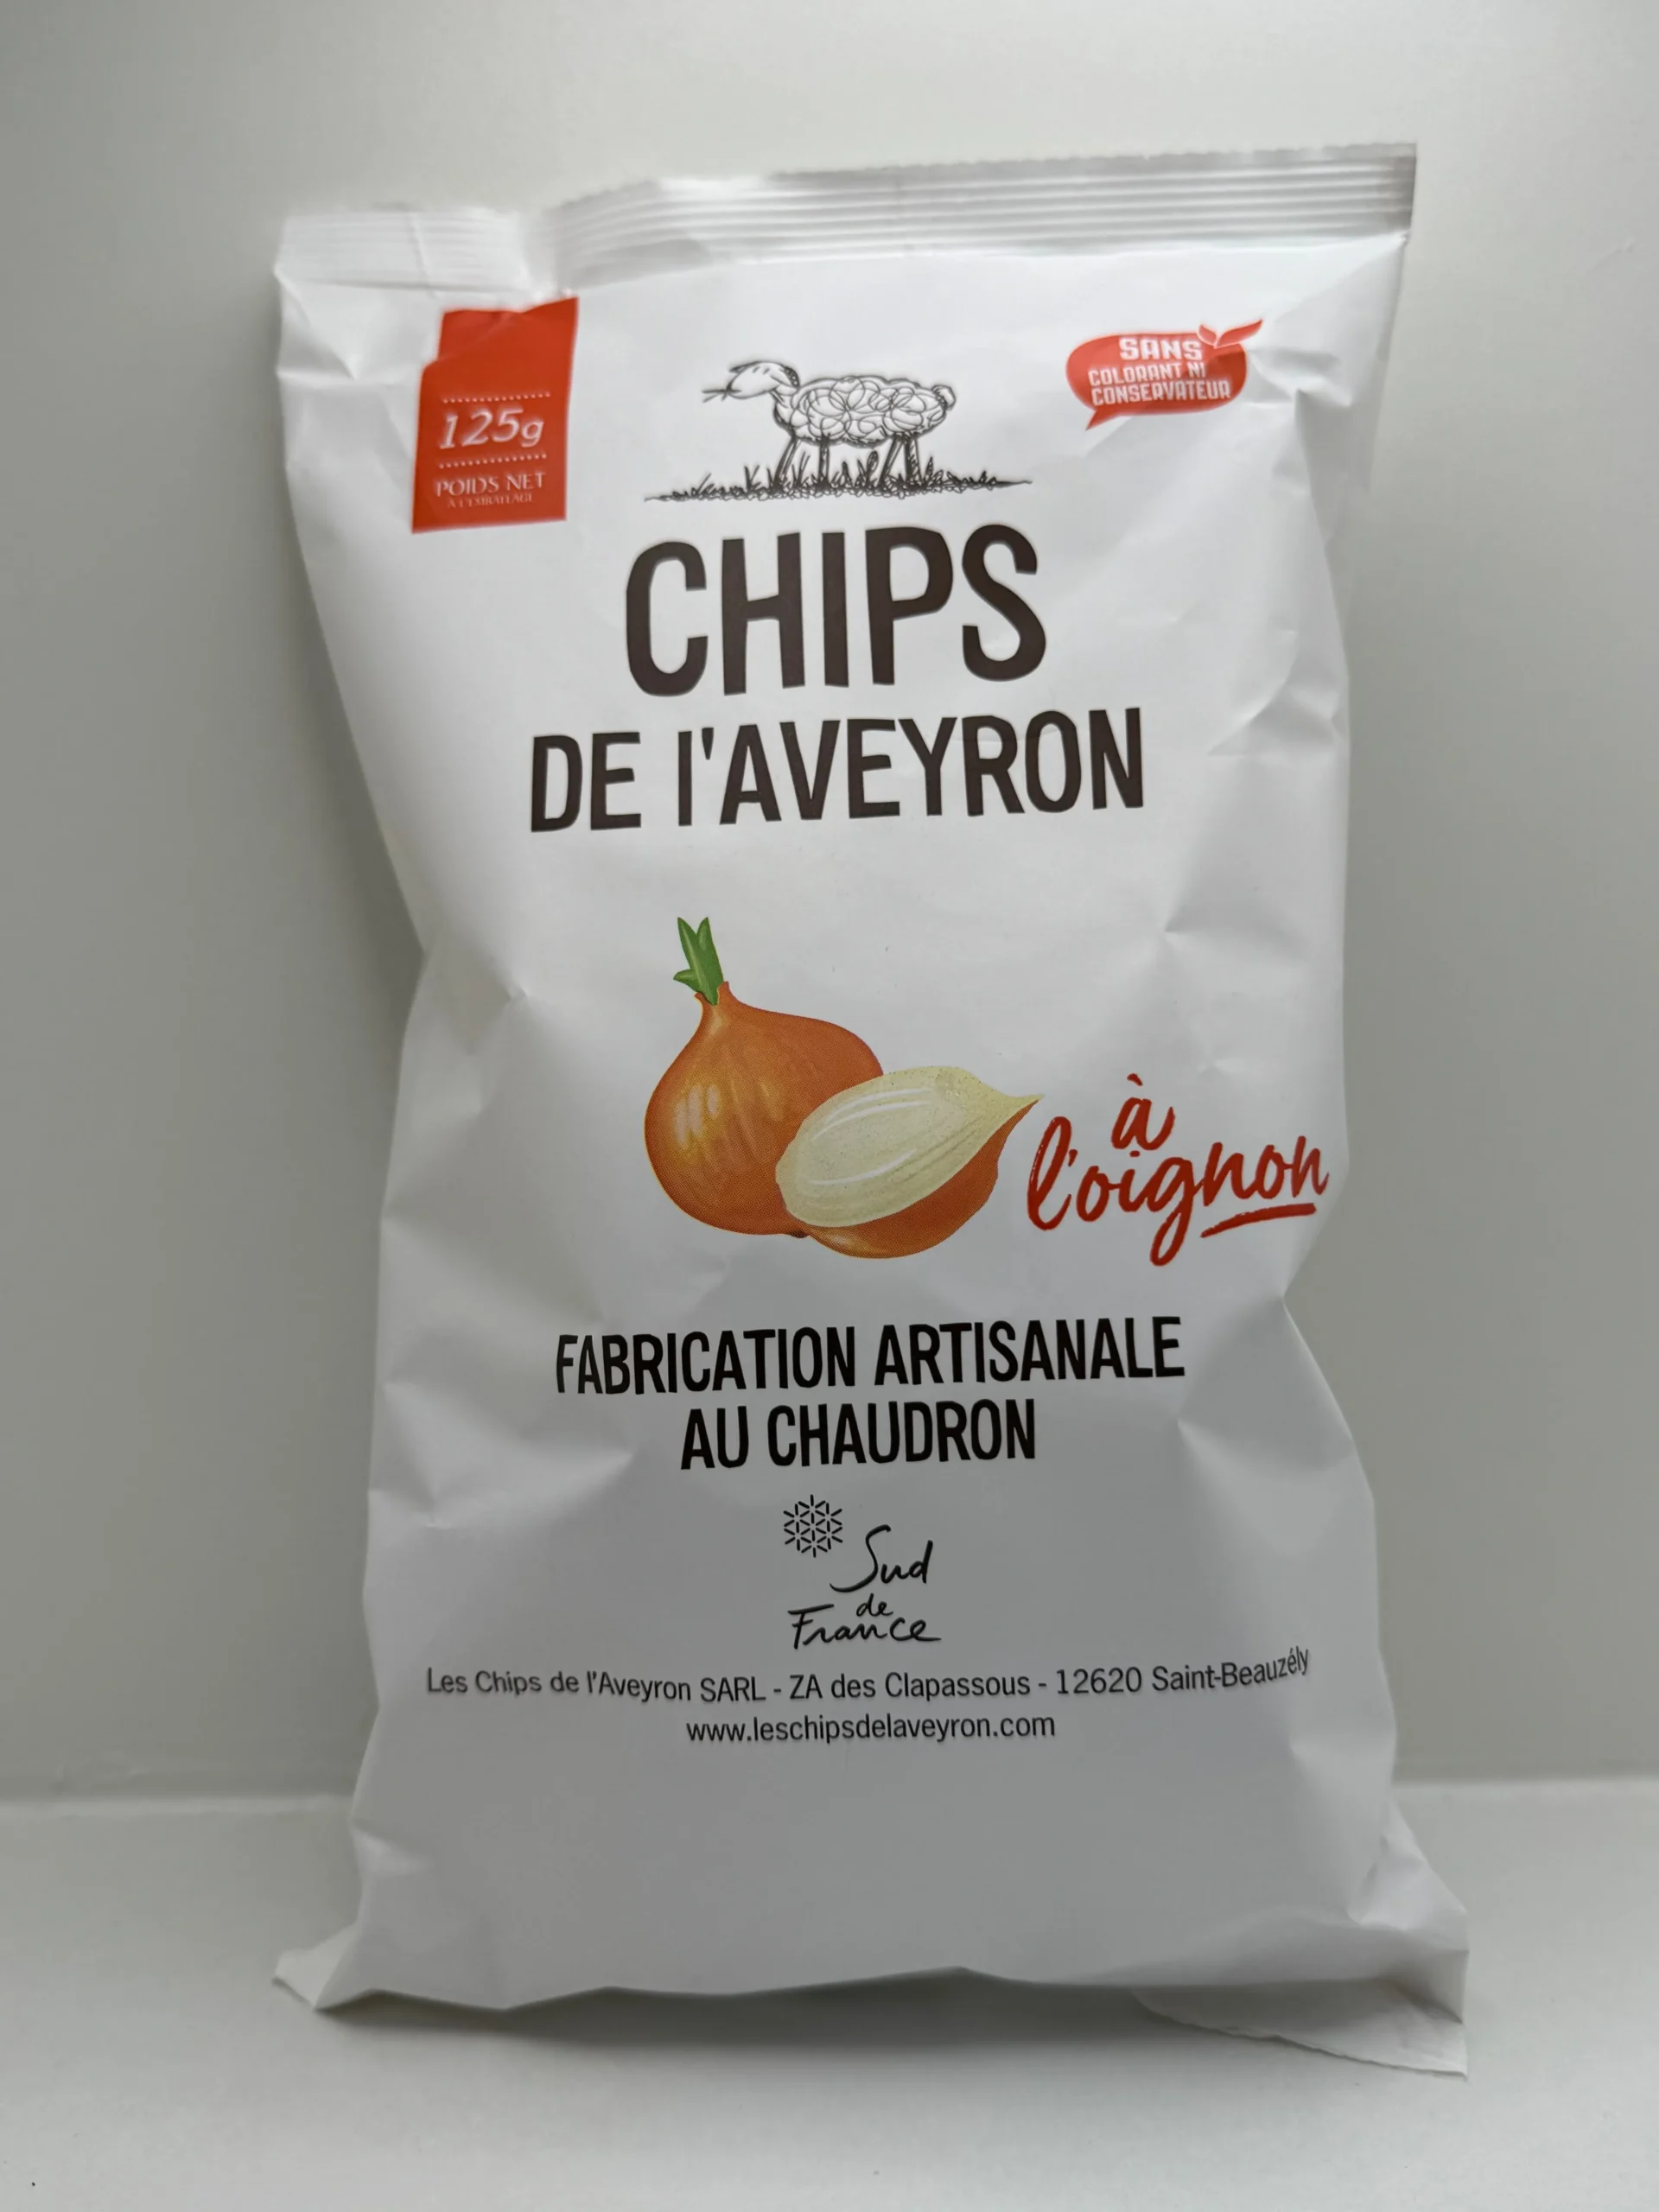 125g
POIDS NET
À L'EMBALLAGE
SANS
COLORANT NI
CONSERVATEUR
CHIPS
DE l'AVEYRON
à
l'oignon
FABRICATION ARTISANALE
AU CHAUDRON
Sud
de
France
Les Chips de l'Aveyron SARL - ZA des Clapassous - 12620 Saint-Beauzély
www.leschipsdelaveyron.com